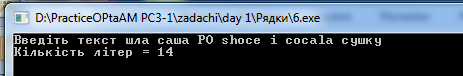 D:\PracticeOPtaAM PC3-1\zadachi\day 1\Рядки\6.exe
Введіть текст шла саша PO shoce i cocala сушку
Кількість літер = 14